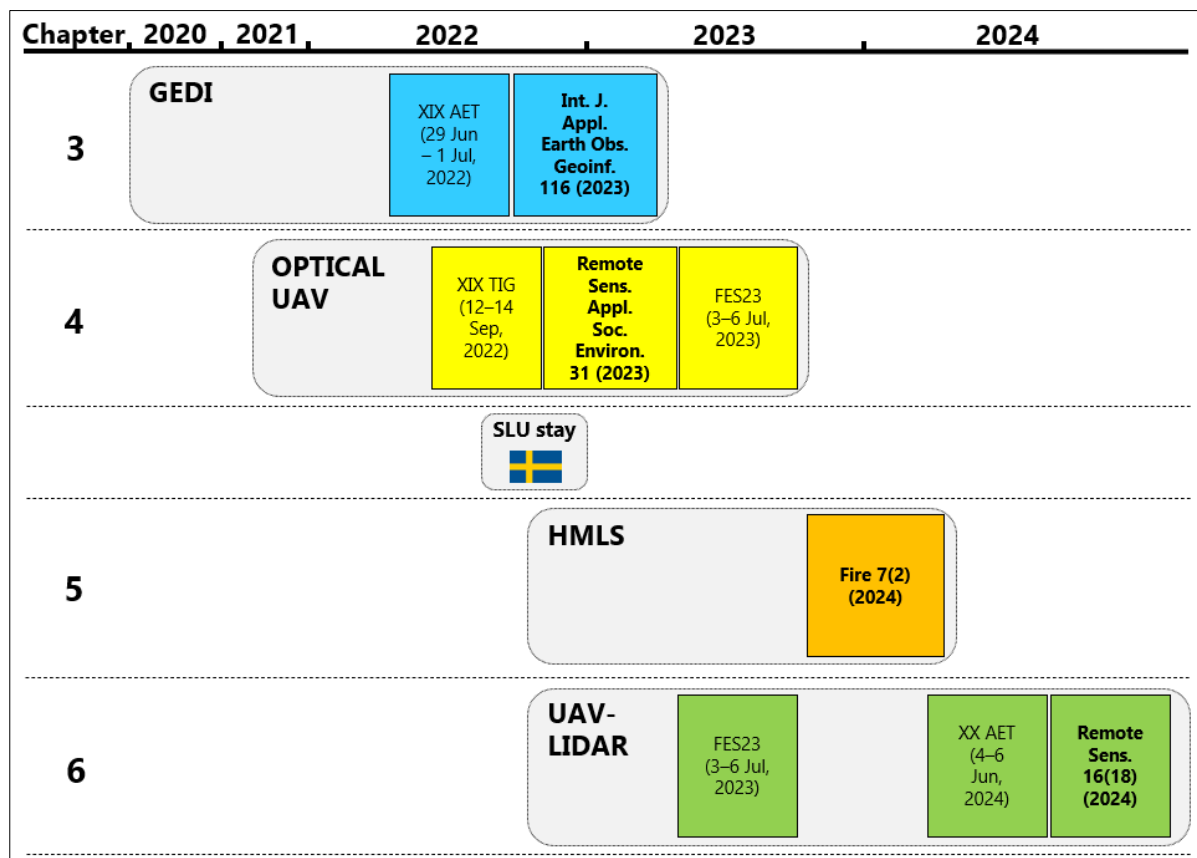 Chapter 2020 2021 2022 2023 2024
3
GEDI
XIX AET
(29 Jun
– 1 Jul,
2022)
Int. J.
Appl.
Earth Obs.
Geoinf.
116 (2023)
4
OPTICAL
UAV
XIX TIG
(12–14
Sep,
2022)
Remote
Sens.
Appl.
Soc.
Environ.
31 (2023)
FES23
(3–6 Jul,
2023)
SLU stay
5
HMLS
Fire 7(2)
(2024)
6
UAV-
LIDAR
FES23
(3–6 Jul,
2023)
XX AET
(4–6
Jun,
2024)
Remote
Sens.
16(18)
(2024)